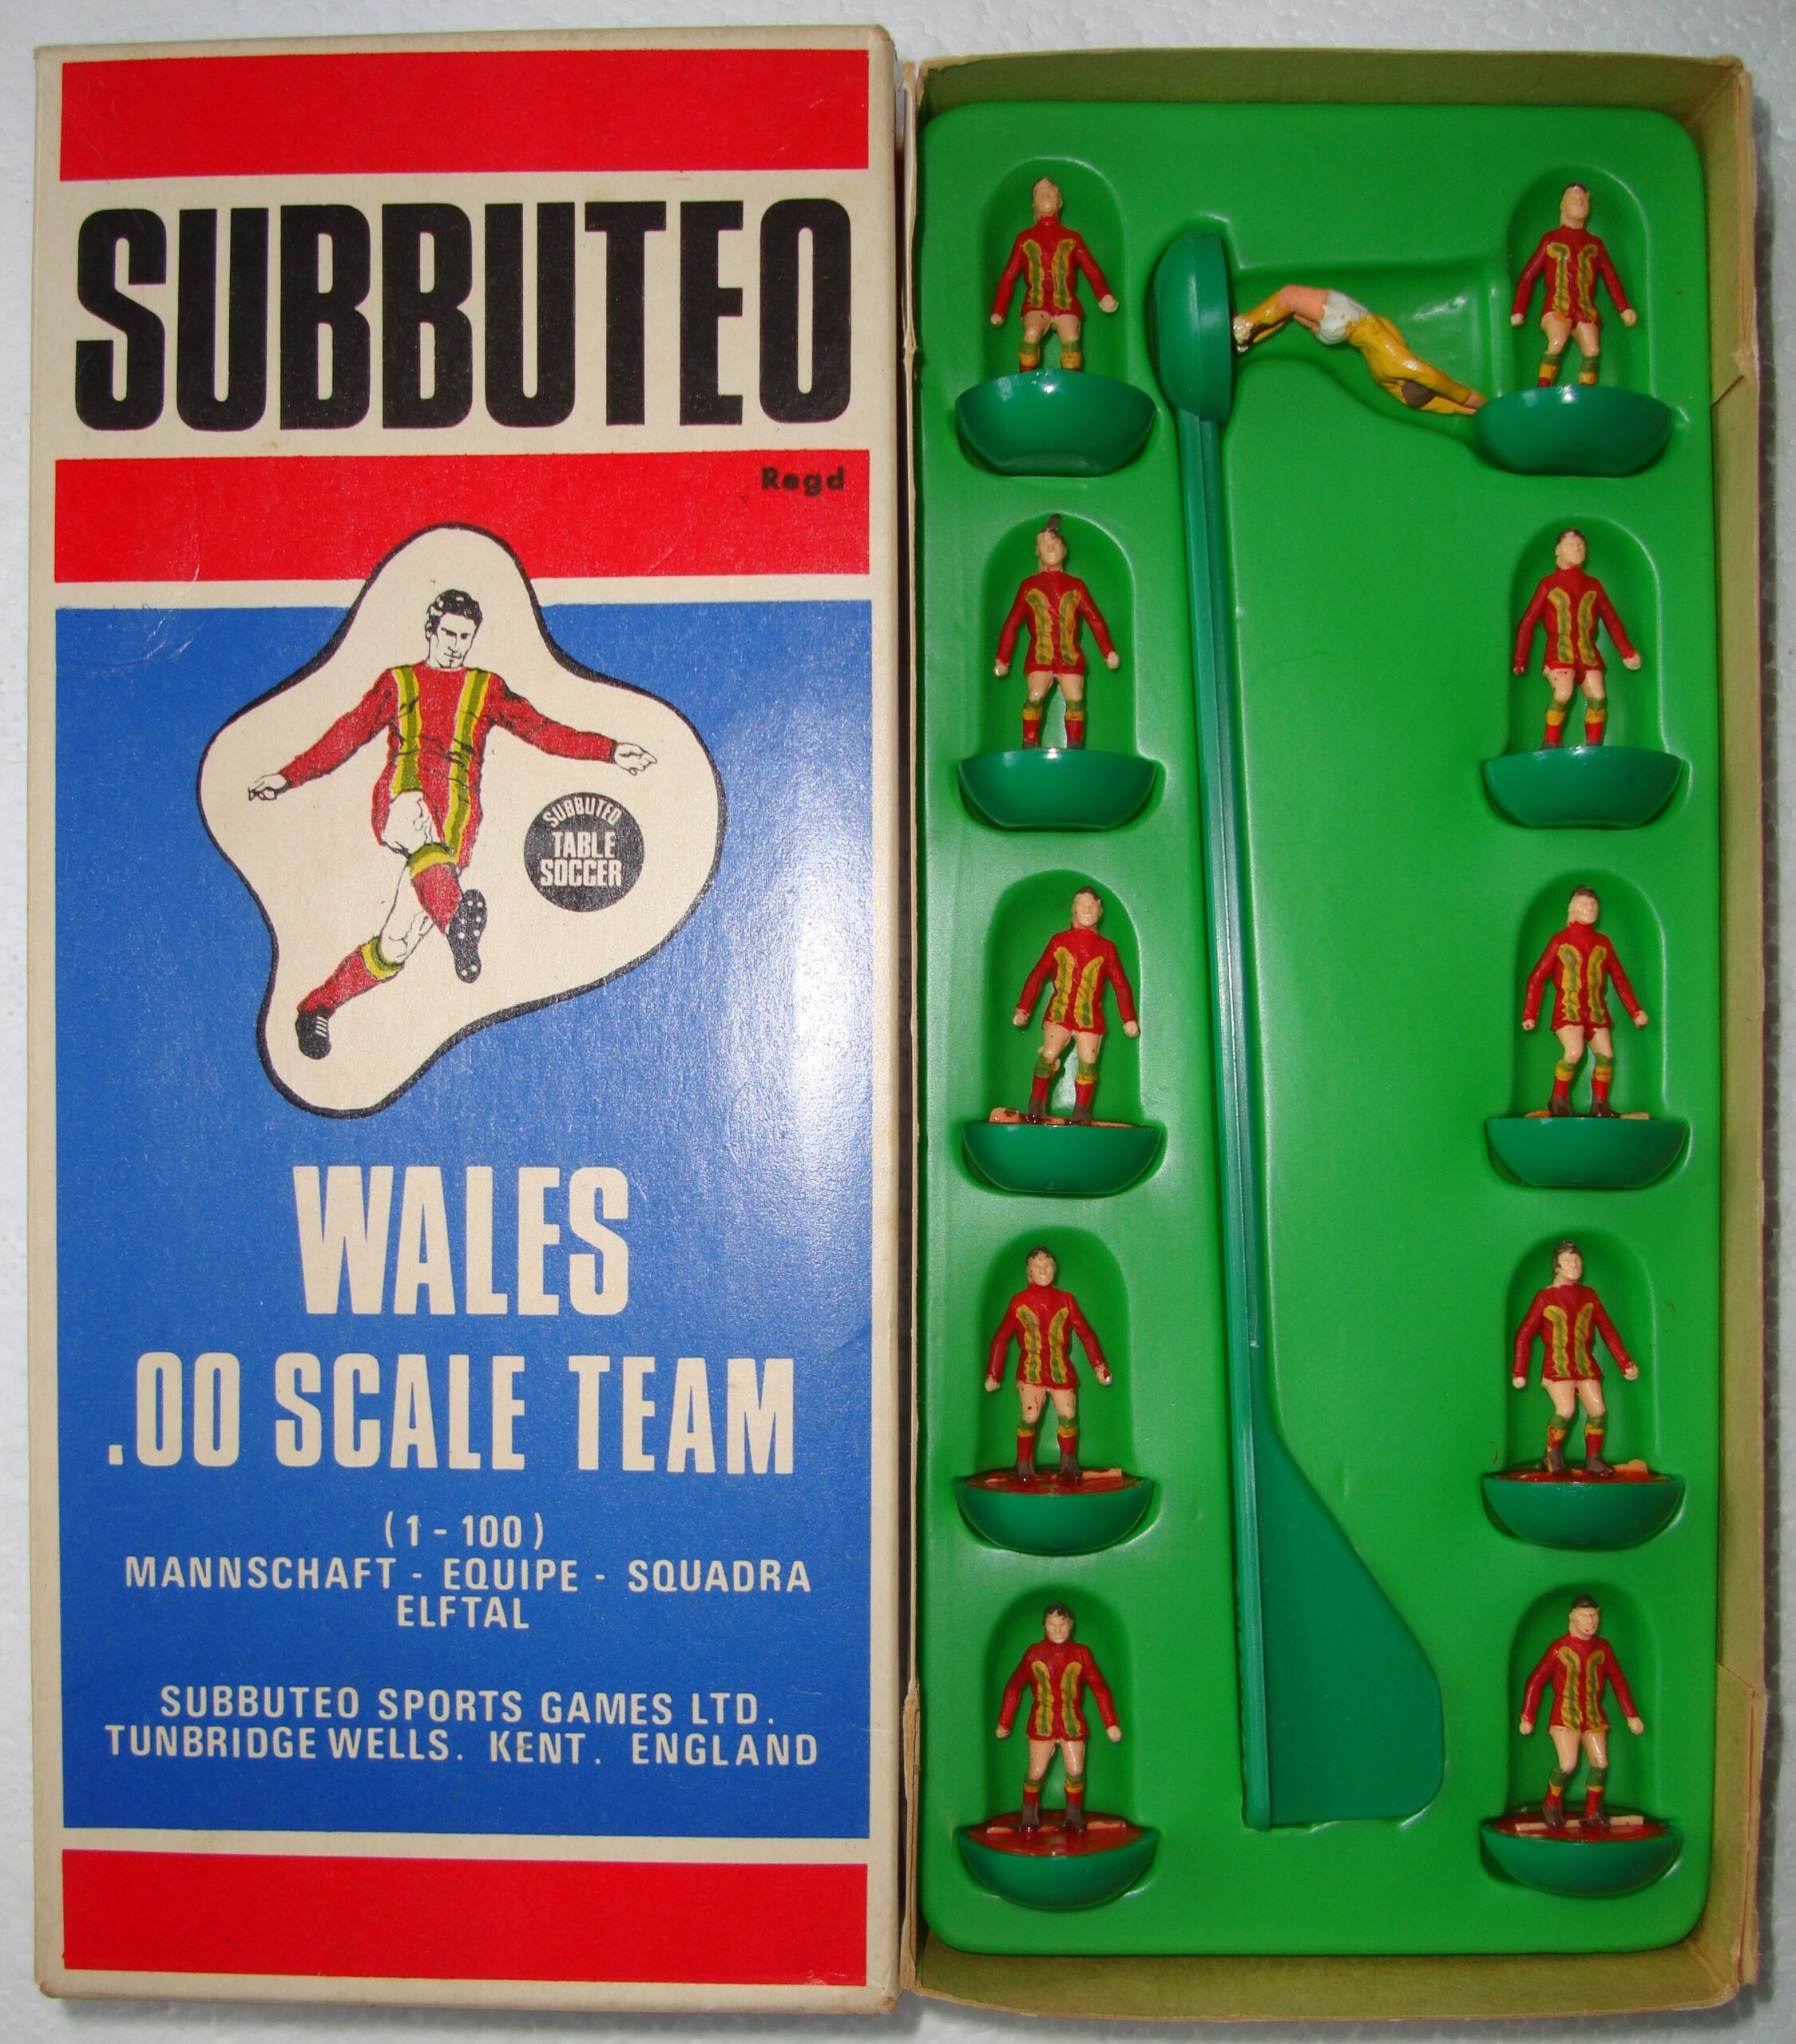 SUBBUTEO
Regd
SUBBUTEO
TABLE
SOCCER
WALES
.00 SCALE TEAM
(1 - 100)
MANNSCHAFT - EQUIPE - SQUADRA
ELFTAL
SUBBUTEO SPORTS GAMES LTD.
TUNBRIDGE WELLS. KENT. ENGLAND